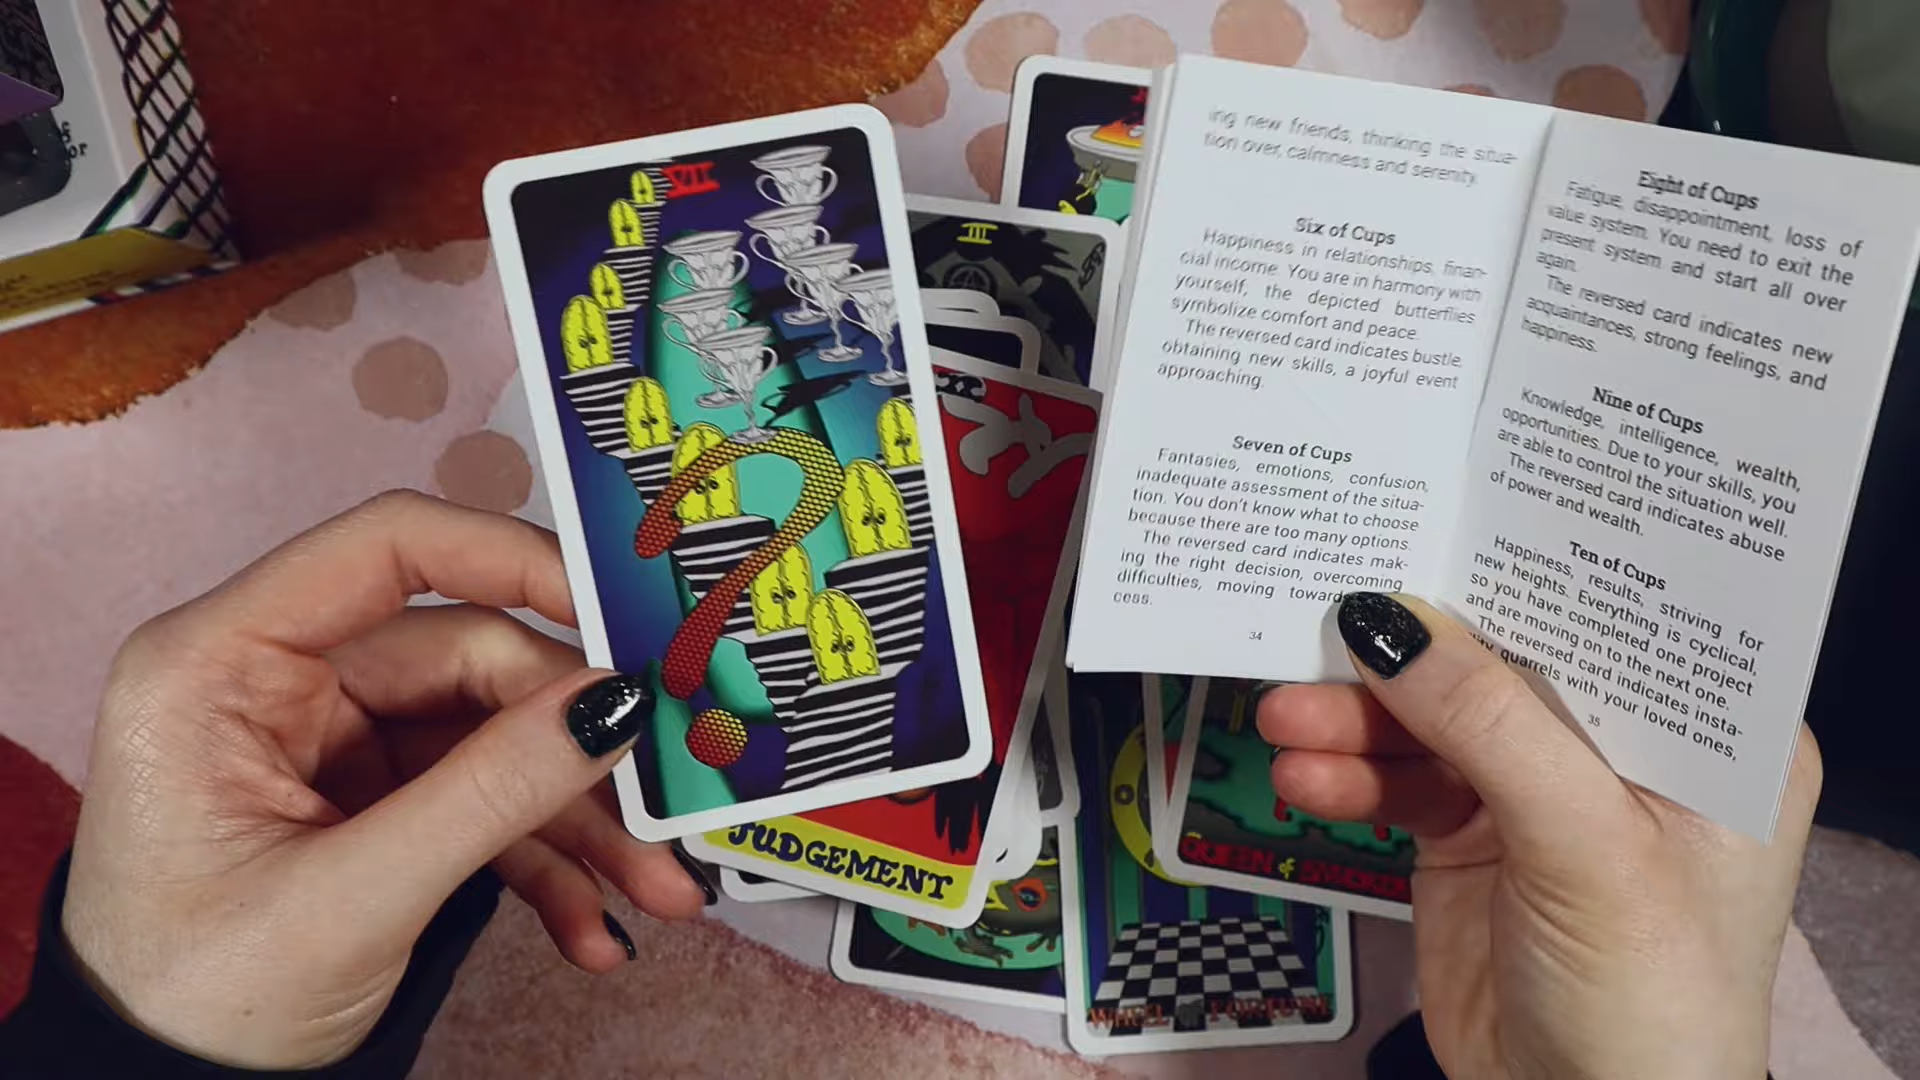 or
VII
III
ing new friends, thinking the situa-
tion over, calmness and serenity.
Six of Cups
Happiness in relationships, finan-
cial income. You are in harmony with
yourself, the depicted butterflies
symbolize comfort and peace.
The reversed card indicates bustle,
obtaining new skills, a joyful event
approaching.
Seven of Cups
Fantasies, emotions, confusion,
inadequate assessment of the situa-
tion. You don't know what to choose
because there are too many options.
The reversed card indicates mak-
ing the right decision, overcoming
difficulties, moving towards
cess.
34
Eight of Cups
Fatigue, disappointment, loss of
value system. You need to exit the
present system and start all over
again.
The reversed card indicates new
acquaintances, strong feelings, and
happiness.
Nine of Cups
Knowledge, intelligence, wealth,
opportunities. Due to your skills, you
are able to control the situation well.
The reversed card indicates abuse
of power and wealth.
Ten of Cups
Happiness, results, striving for
new heights. Everything is cyclical,
so you have completed one project
and are moving on to the next one.
The reversed card indicates insta-
quarrels with your loved ones,
35
JUDGEMENT
QUEEN of
WHEEL OF FORTUNE